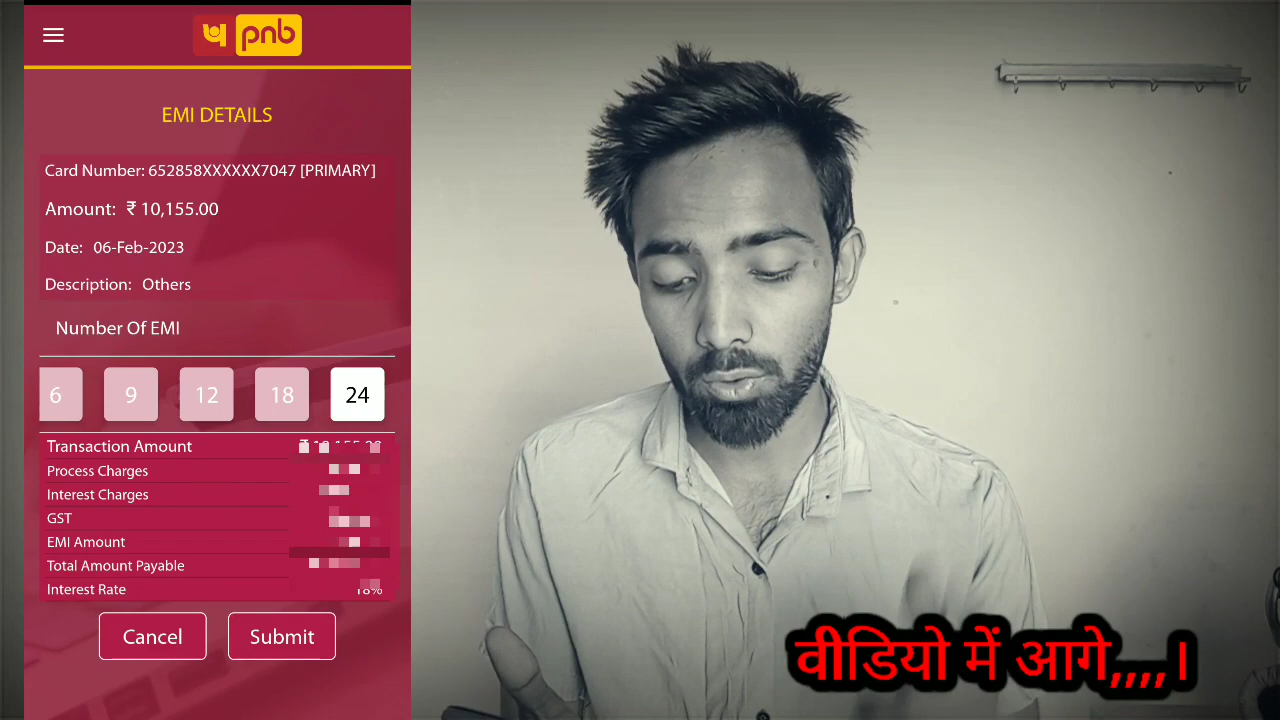 पnb pnb
EMI DETAILS
Card Number: 652858XXXXXX7047 [PRIMARY]
Amount: ₹ 10,155.00
Date: 06-Feb-2023
Description: Others
Number Of EMI
6 9 12 18 24
Transaction Amount
Process Charges
Interest Charges
GST
EMI Amount
Total Amount Payable
Interest Rate 18%
Cancel Submit
वीडियो में आगे,,,,।